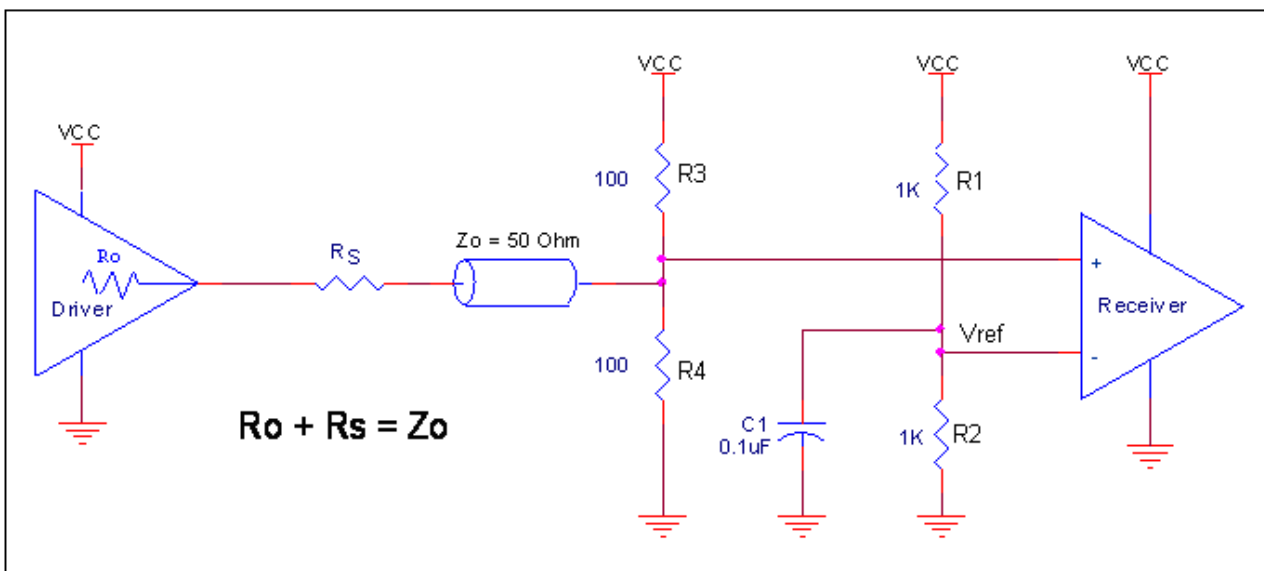 VCC
VCC
VCC
VCC
100
R3
1K
R1
Zo = 50 Ohm
Ro
RS
+
Driver
Receiver
Vref
-
100
R4
Ro + Rs = Zo
C1
0.1uF
1K
R2